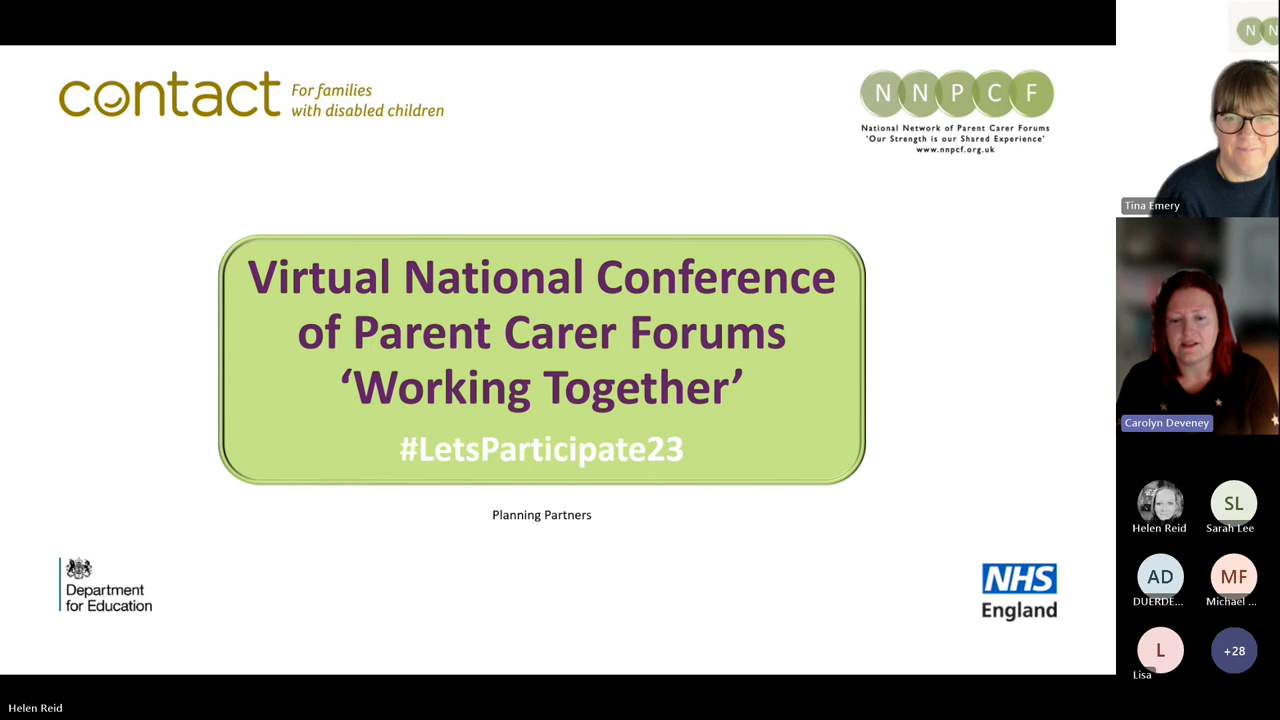 contact For families
with disabled children
N N P C F
National Network of Parent Carer Forums
'Our Strength is our Shared Experience'
www.nnpcf.org.uk
Virtual National Conference
of Parent Carer Forums
‘Working Together’
#LetsParticipate23
Planning Partners
Department
for Education
NHS
England
Helen Reid
N N
Tina Emery
Carolyn Deveney
Helen Reid
SL
Sarah Lee
AD
DUERDE...
MF
Michael ...
L
Lisa
+28